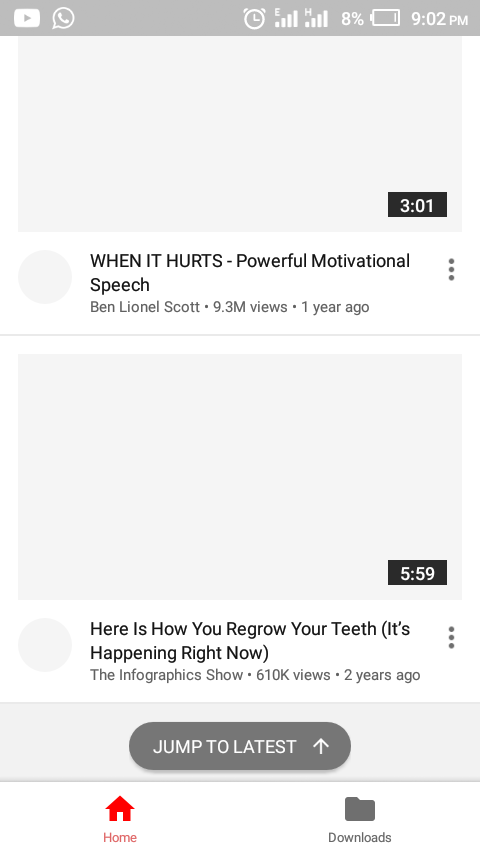 E H 8% 9:02 PM
3:01
WHEN IT HURTS - Powerful Motivational
Speech
Ben Lionel Scott • 9.3M views • 1 year ago
5:59
Here Is How You Regrow Your Teeth (It’s
Happening Right Now)
The Infographics Show • 610K views • 2 years ago
JUMP TO LATEST
Home Downloads